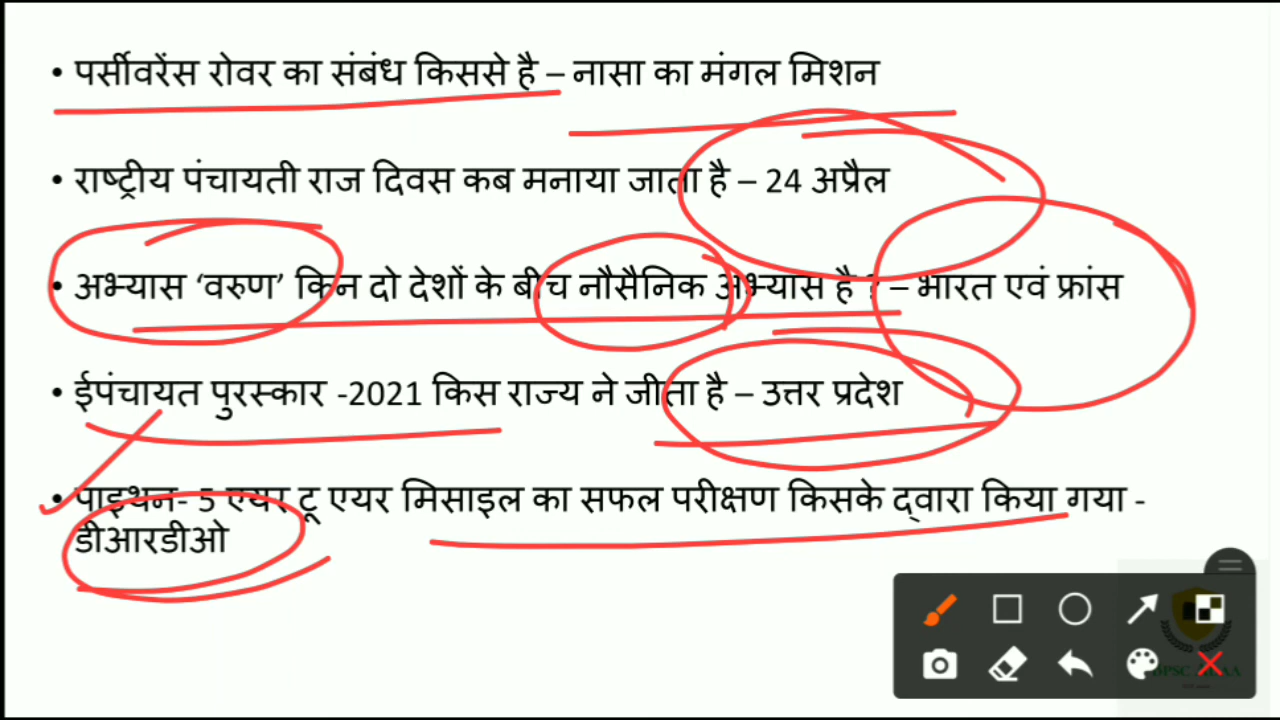 • पर्सीवरेंस रोवर का संबंध किससे है – नासा का मंगल मिशन
• राष्ट्रीय पंचायती राज दिवस कब मनाया जाता है – 24 अप्रैल
• अभ्यास ‘वरुण’ किन दो देशों के बीच नौसैनिक अभ्यास है ? – भारत एवं फ्रांस
• ईपंचायत पुरस्कार -2021 किस राज्य ने जीता है – उत्तर प्रदेश
• पाइथन- 5 एयर टू एयर मिसाइल का सफल परीक्षण किसके द्वारा किया गया -
डीआरडीओ